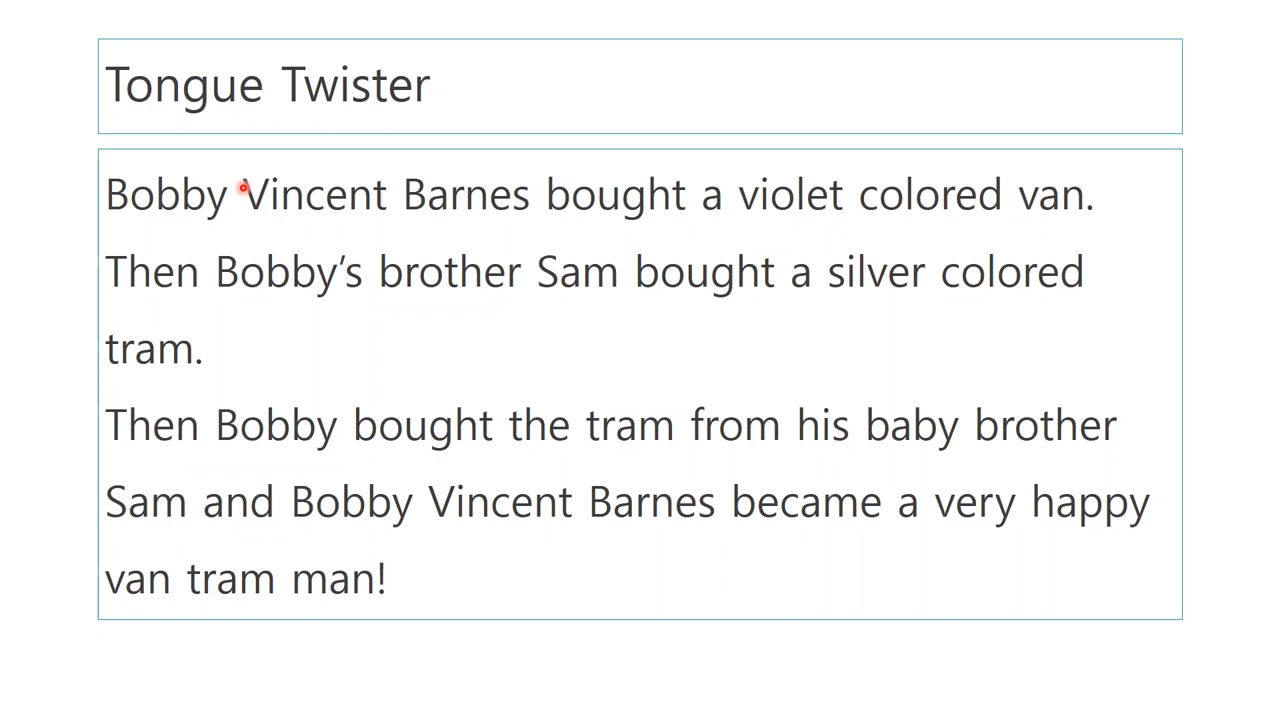 Tongue Twister
Bobby Vincent Barnes bought a violet colored van.
Then Bobby’s brother Sam bought a silver colored
tram.
Then Bobby bought the tram from his baby brother
Sam and Bobby Vincent Barnes became a very happy
van tram man!